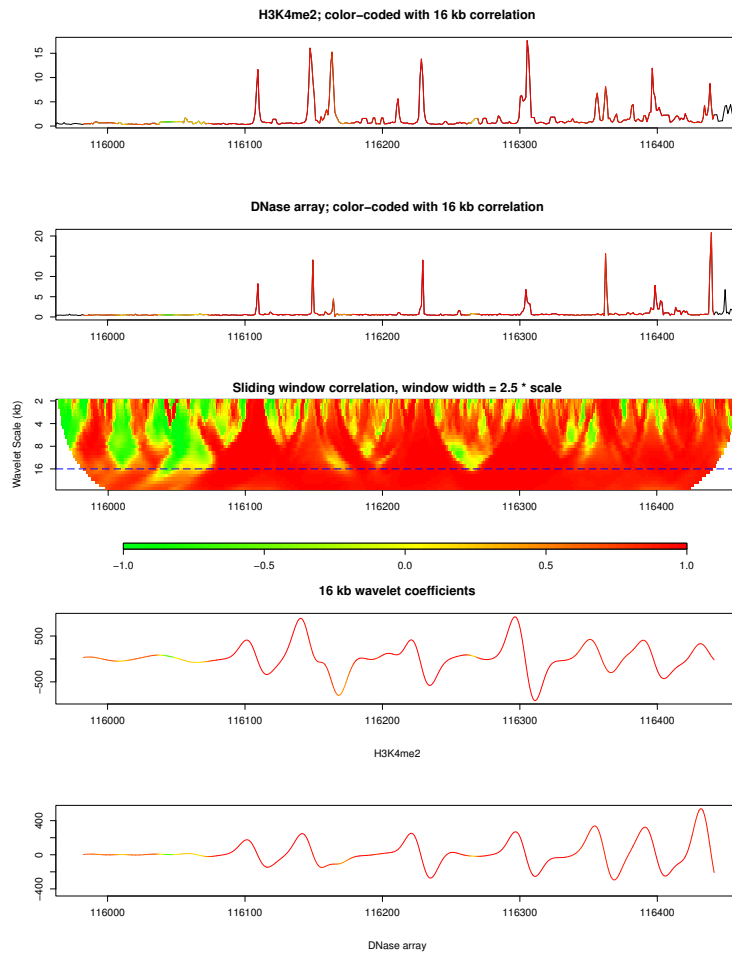 H3K4me2; color−coded with 16 kb correlation
15
10
5
0
116000 116100 116200 116300 116400
DNase array; color−coded with 16 kb correlation
20
10
5
0
116000 116100 116200 116300 116400
Sliding window correlation, window width = 2.5 * scale
Wavelet Scale (kb)
2
4
8
16
116000 116100 116200 116300 116400
−1.0 −0.5 0.0 0.5 1.0
16 kb wavelet coefficients
500
−500
116000 116100 116200 116300 116400
H3K4me2
400
0
−400
116000 116100 116200 116300 116400
DNase array